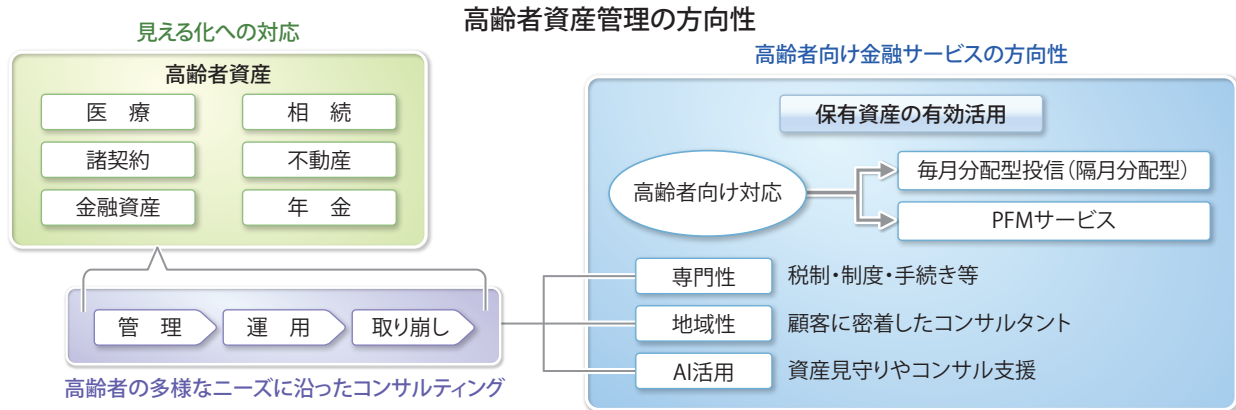 高齢者資産管理の方向性
見える化への対応
高齢者資産
医　療
相　続
諸契約
不動産
金融資産
年　金
管　理
運　用
取り崩し
高齢者の多様なニーズに沿ったコンサルティング
高齢者向け金融サービスの方向性
保有資産の有効活用
高齢者向け対応
毎月分配型投信（隔月分配型）
PFMサービス
専門性
税制・制度・手続き等
地域性
顧客に密着したコンサルタント
AI活用
資産見守りやコンサル支援